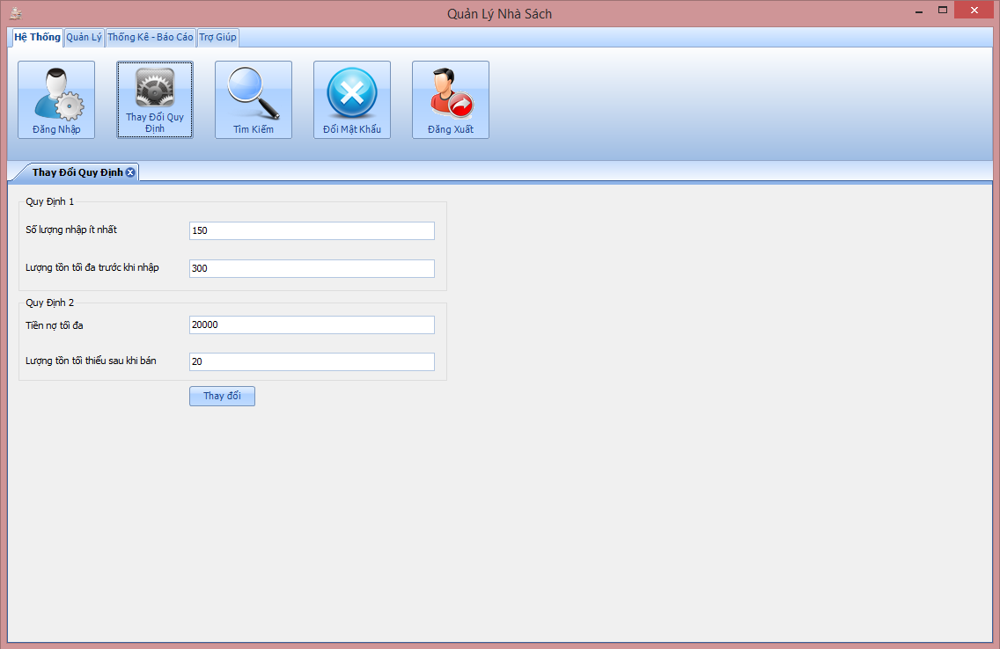 Quản Lý Nhà Sách
Hệ Thống Quản Lý Thống Kê - Báo Cáo Trợ Giúp
Đăng Nhập
Thay Đổi Quy
Định
Tìm Kiếm
Đổi Mật Khẩu
Đăng Xuất
Thay Đổi Quy Định
Quy Định 1
Số lượng nhập ít nhất
150
Lượng tồn tối đa trước khi nhập
300
Quy Định 2
Tiền nợ tối đa
20000
Lượng tồn tối thiểu sau khi bán
20
Thay đổi